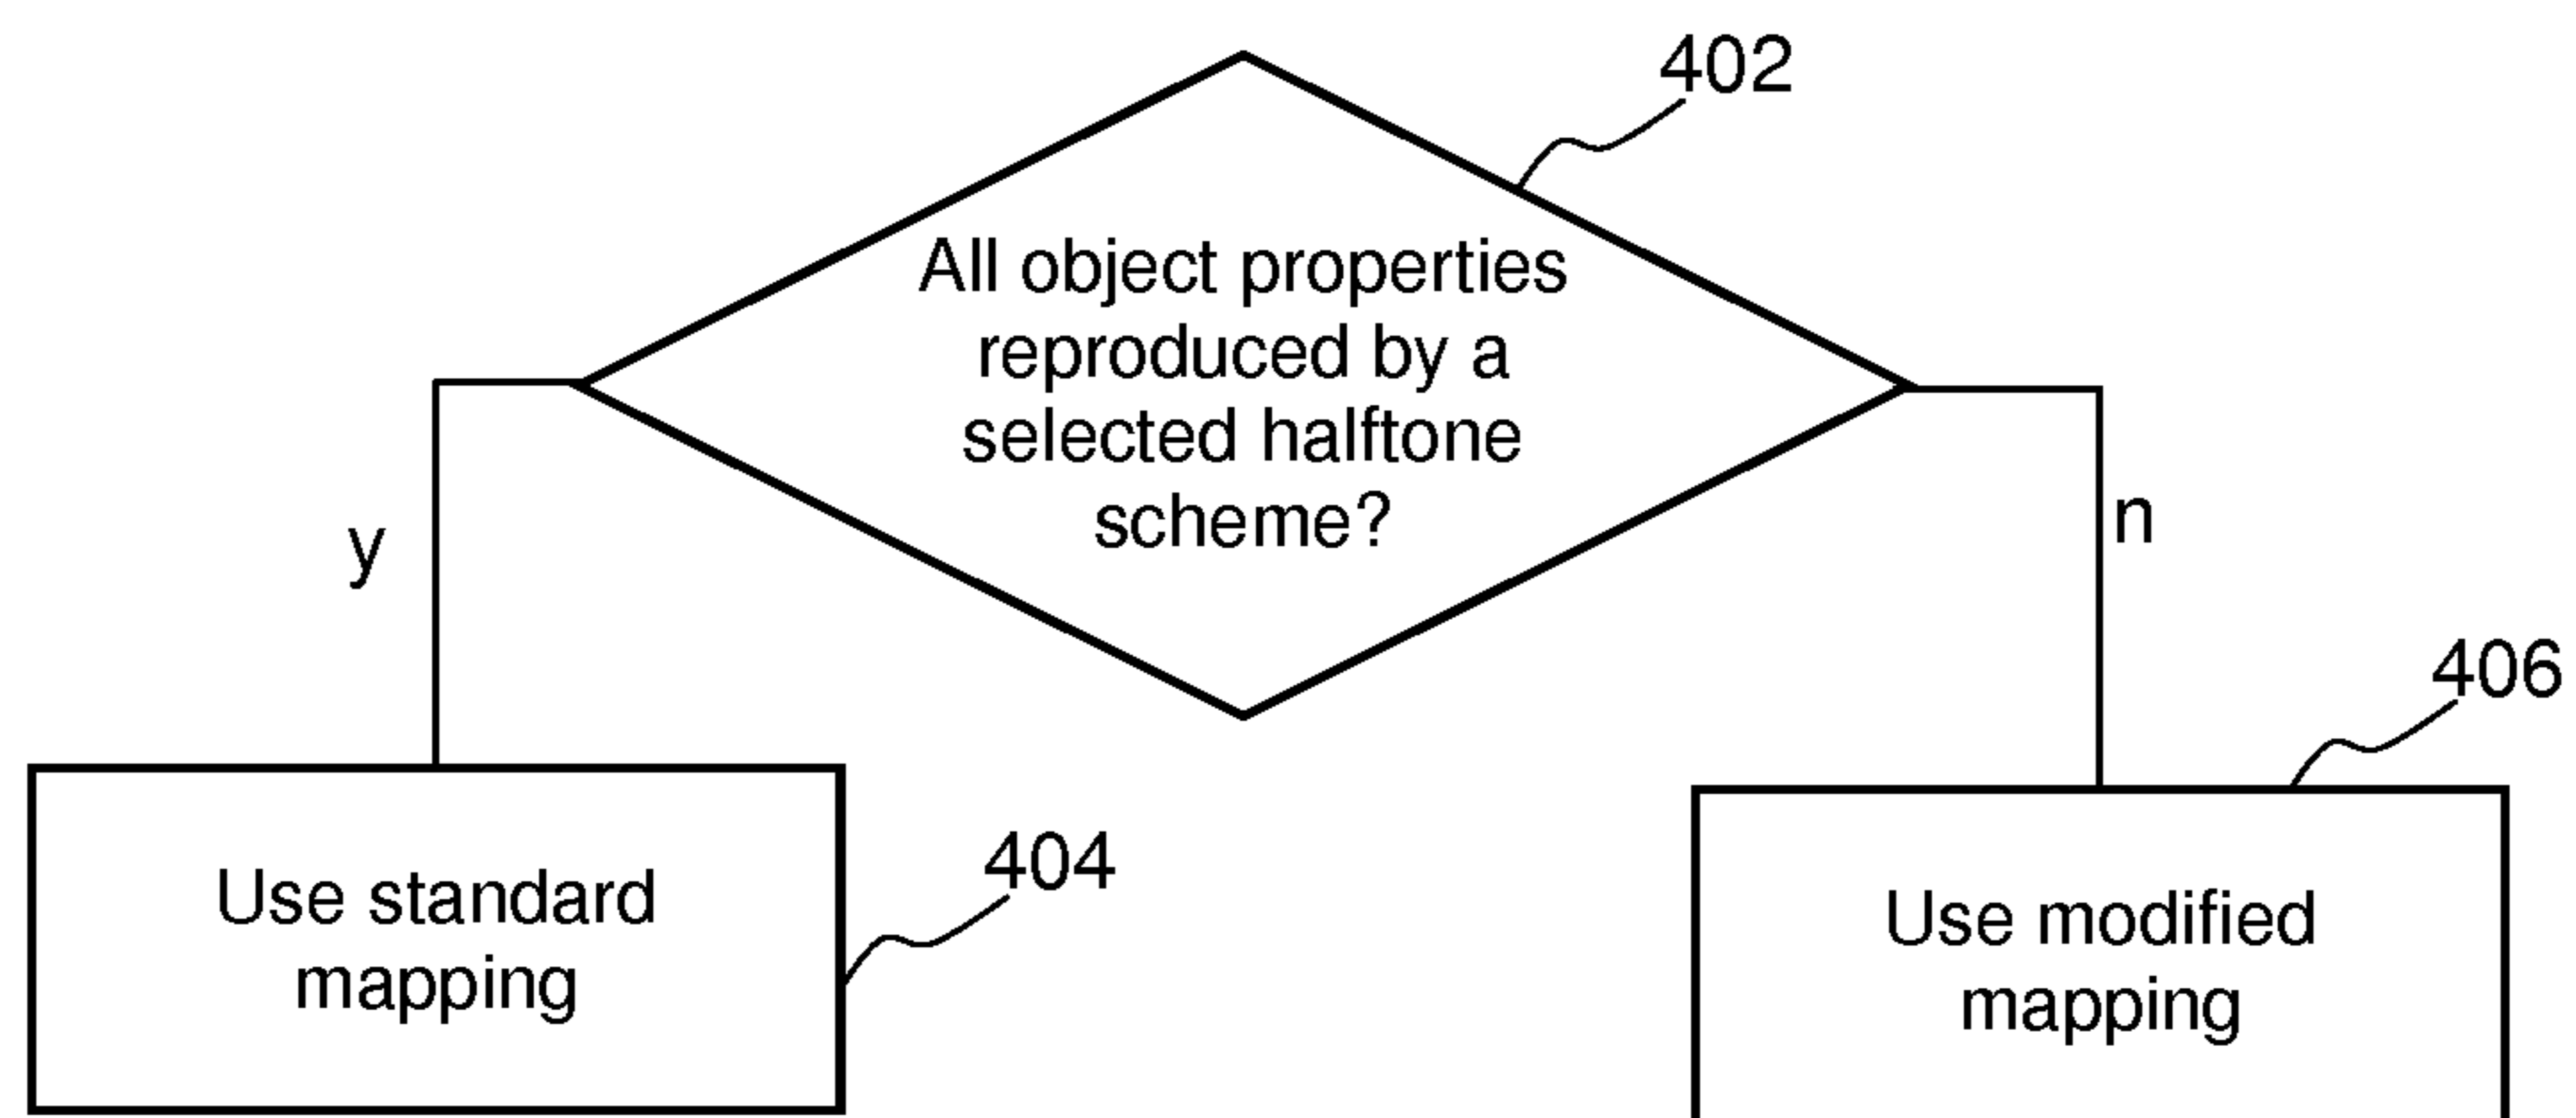 402
All object properties
reproduced by a
selected halftone
scheme?
y
n
406
404
Use standard
mapping
Use modified
mapping